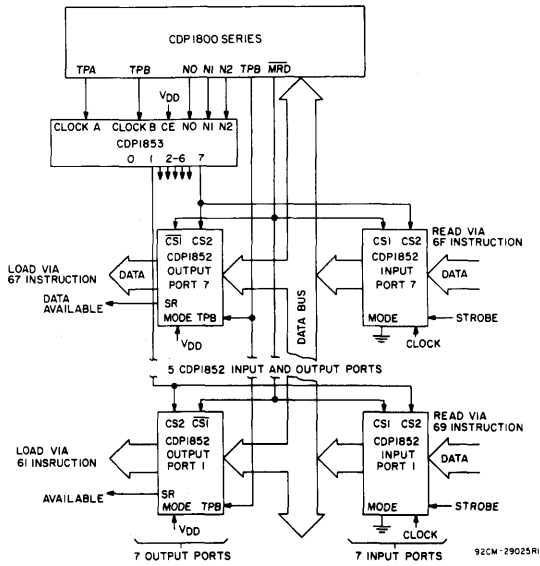 CDP1800 SERIES
TPA TPB N0 N1 N2 TPB MRD
VDD
CLOCK A CLOCK B CE N0 N1 N2
CDP1853
0 1 2-6 7
CS1 CS2
CDP1852
OUTPUT
PORT 7
SR
MODE TPB
VDD
LOAD VIA
67 INSTRUCTION
DATA
DATA
AVAILABLE
DATA BUS
CS1 CS2
CDP1852
INPUT
PORT 7
MODE
READ VIA
6F INSTRUCTION
DATA
STROBE
CLOCK
5 CDP1852 INPUT AND OUTPUT PORTS
CS2 CS1
CDP1852
OUTPUT
PORT 1
SR
MODE TPB
VDD
LOAD VIA
61 INSTRUCTION
AVAILABLE
CS1 CS2
CDP1852
INPUT
PORT 1
MODE
READ VIA
69 INSTRUCTION
DATA
STROBE
CLOCK
7 OUTPUT PORTS
7 INPUT PORTS
92CM-29025R1